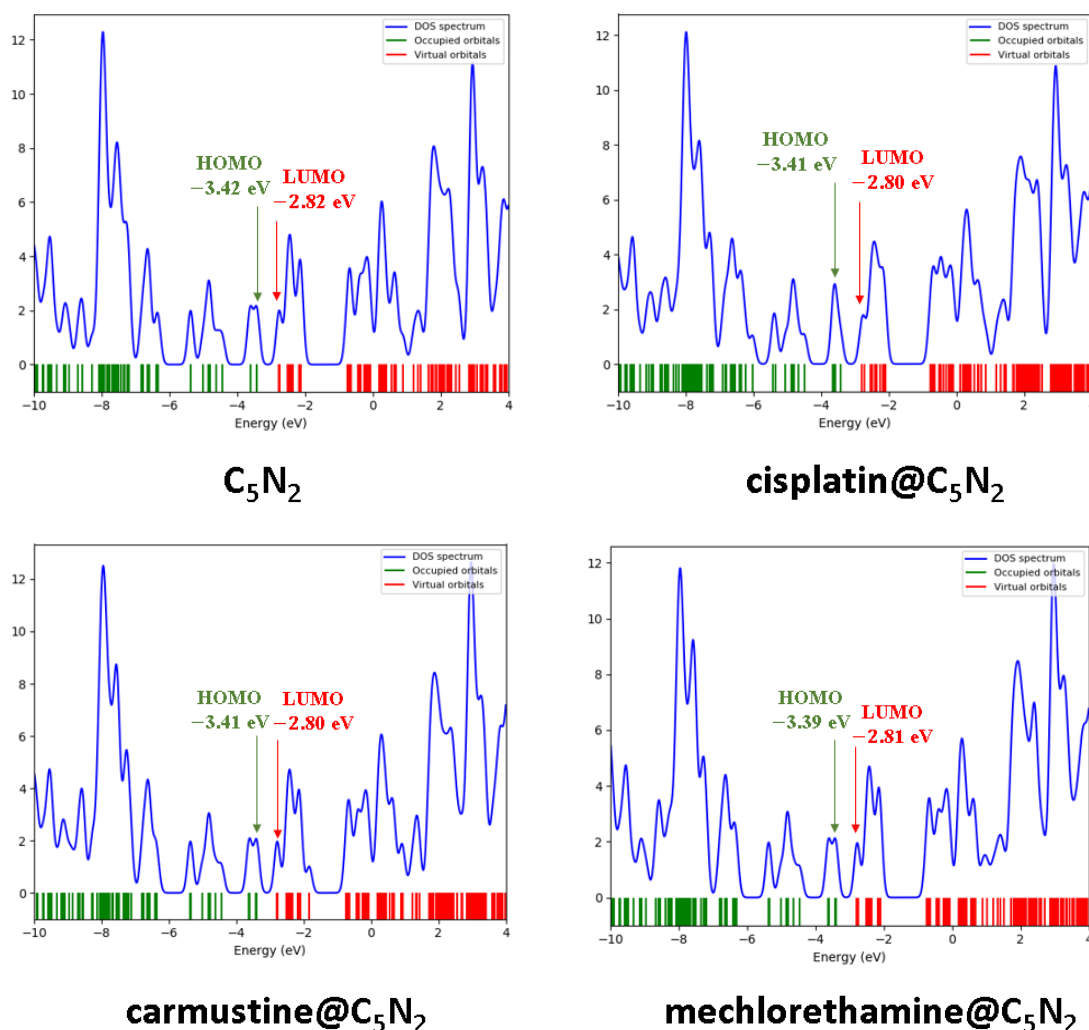 DOS spectrum
Occupied orbitals
Virtual orbitals
12
10
8
6
4
2
0
HOMO
−3.42 eV
LUMO
−2.82 eV
−10 −8 −6 −4 −2 0 2 4
Energy (eV)
C₅N₂
DOS spectrum
Occupied orbitals
Virtual orbitals
12
10
8
6
4
2
0
HOMO
−3.41 eV
LUMO
−2.80 eV
−10 −8 −6 −4 −2 0 2
Energy (eV)
cisplatin@C₅N₂
DOS spectrum
Occupied orbitals
Virtual orbitals
12
10
8
6
4
2
0
HOMO
−3.41 eV
LUMO
−2.80 eV
−10 −8 −6 −4 −2 0 2 4
Energy (eV)
carmustine@C₅N₂
DOS spectrum
Occupied orbitals
Virtual orbitals
12
10
8
6
4
2
0
HOMO
−3.39 eV
LUMO
−2.81 eV
−10 −8 −6 −4 −2 0 2 4
Energy (eV)
mechlorethamine@C₅N₂